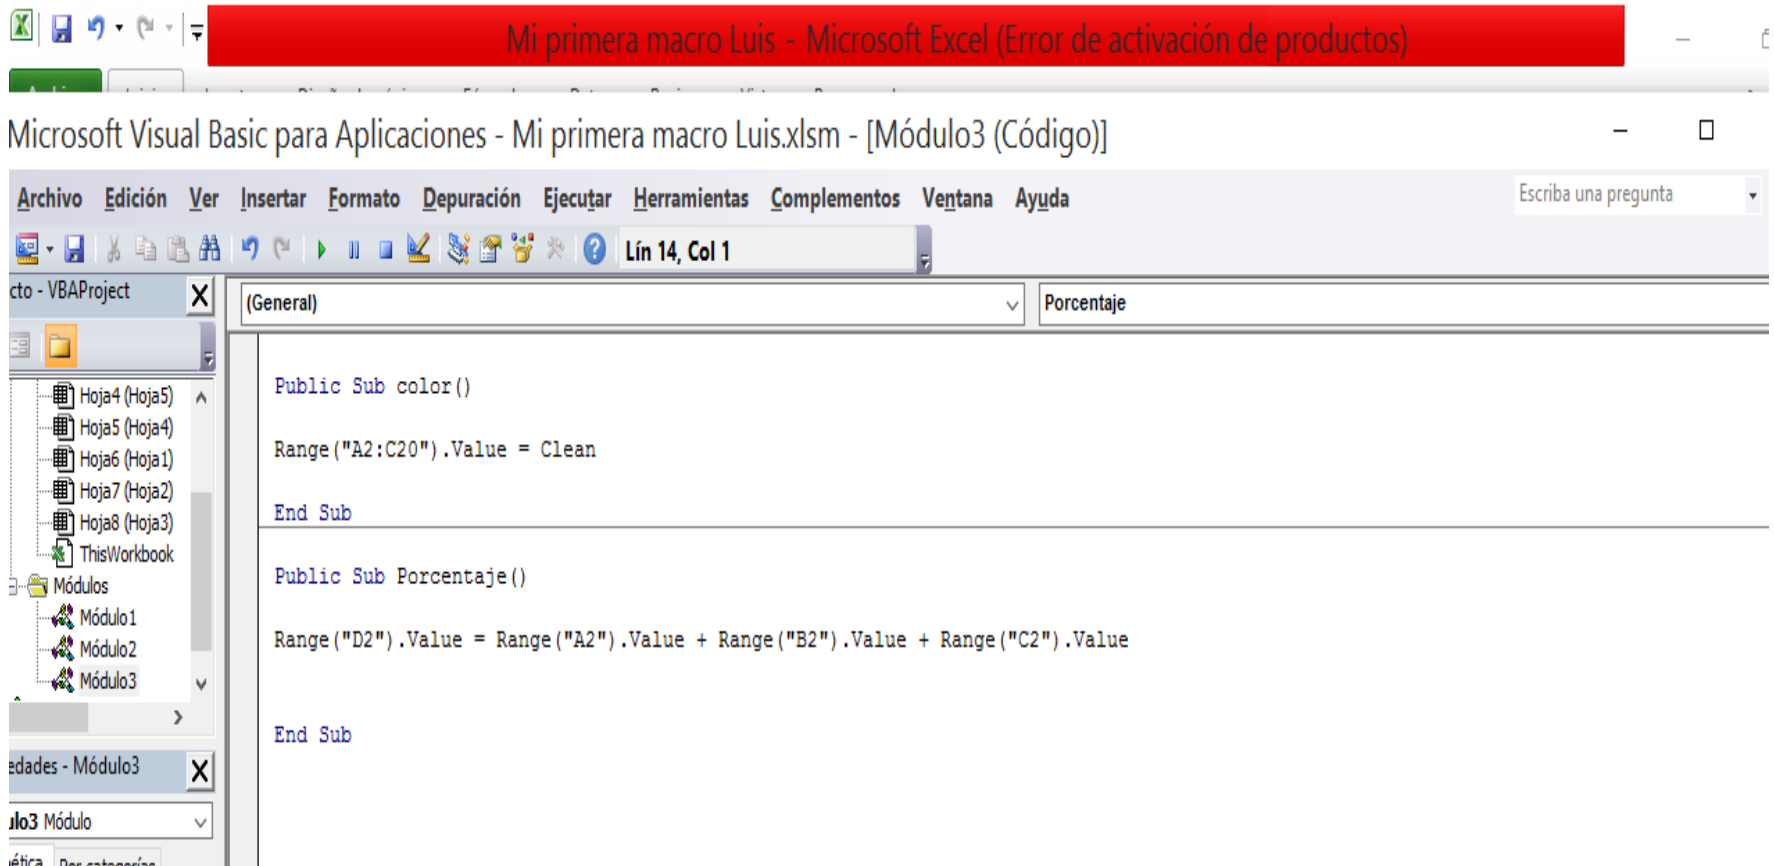 Mi primera macro Luis - Microsoft Excel (Error de activación de productos)
Microsoft Visual Basic para Aplicaciones - Mi primera macro Luis.xlsm - [Módulo3 (Código)]
Archivo Edición Ver Insertar Formato Depuración Ejecutar Herramientas Complementos Ventana Ayuda
Escriba una pregunta
Lín 14, Col 1
cto - VBAProject
(General)
Porcentaje
Hoja4 (Hoja5)
Hoja5 (Hoja4)
Hoja6 (Hoja1)
Hoja7 (Hoja2)
Hoja8 (Hoja3)
ThisWorkbook
Módulos
Módulo1
Módulo2
Módulo3
edades - Módulo3
ulo3 Módulo
Public Sub color()
Range("A2:C20").Value = Clean
End Sub
Public Sub Porcentaje()
Range("D2").Value = Range("A2").Value + Range("B2").Value + Range("C2").Value
End Sub